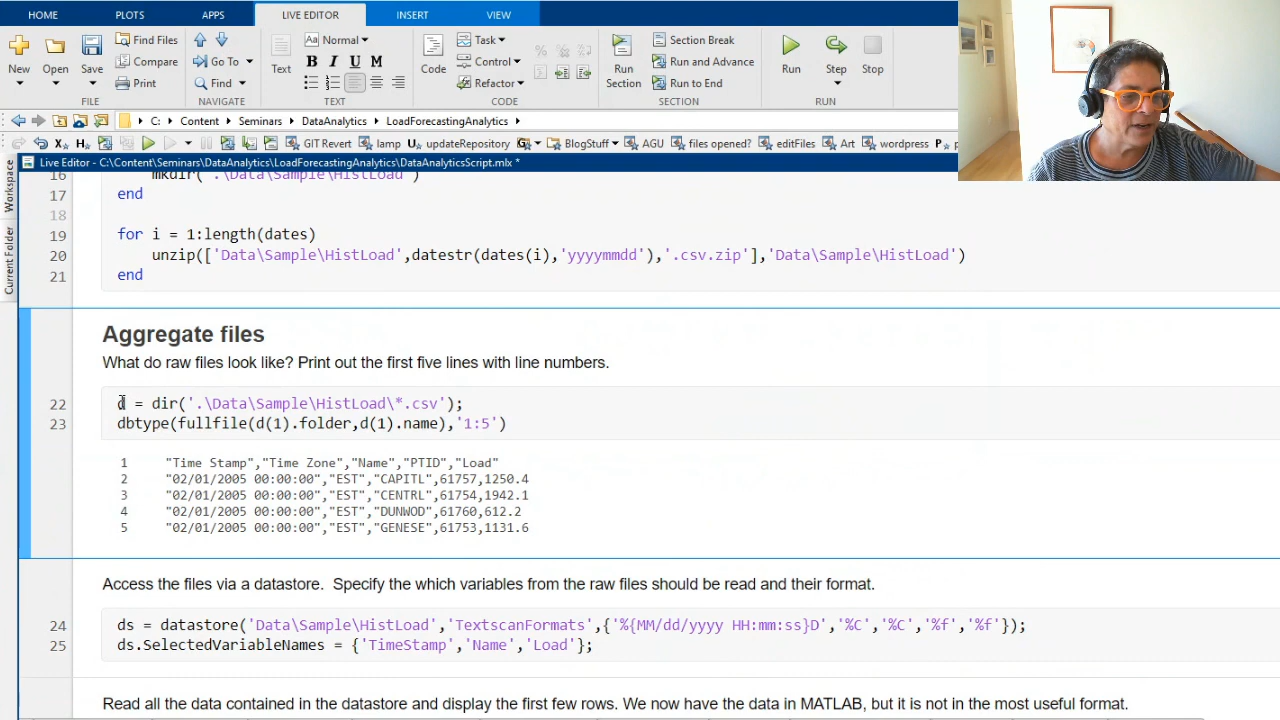 HOME PLOTS APPS LIVE EDITOR INSERT VIEW
New Open Save Find Files Compare Print
FILE
Go To Find
NAVIGATE
Text Aa Normal B I U M
TEXT
Code Task Control Refactor
CODE
Run Section Section Break Run and Advance Run to End
SECTION
Run Step Stop
RUN
C: Content Seminars DataAnalytics LoadForecastingAnalytics
GIT Revert lamp updateRepository BlogStuff AGU files opened? editFiles Art wordpress
Live Editor - C:\Content\Seminars\DataAnalytics\LoadForecastingAnalytics\DataAnalyticsScript.mlx *
Workspace
Current Folder
16 mkdir('.\Data\Sample\HistLoad')
17 end
18
19 for i = 1:length(dates)
20 unzip(['Data\Sample\HistLoad',datestr(dates(i),'yyyymmdd'),'.csv.zip'],'Data\Sample\HistLoad')
21 end
Aggregate files
What do raw files look like? Print out the first five lines with line numbers.
22 d = dir('.\Data\Sample\HistLoad\*.csv');
23 dbtype(fullfile(d(1).folder,d(1).name),'1:5')
1 "Time Stamp","Time Zone","Name","PTID","Load"
2 "02/01/2005 00:00:00","EST","CAPITL",61757,1250.4
3 "02/01/2005 00:00:00","EST","CENTRL",61754,1942.1
4 "02/01/2005 00:00:00","EST","DUNWOD",61760,612.2
5 "02/01/2005 00:00:00","EST","GENESE",61753,1131.6
Access the files via a datastore. Specify the which variables from the raw files should be read and their format.
24 ds = datastore('Data\Sample\HistLoad','TextscanFormats',{'%{MM/dd/yyyy HH:mm:ss}D','%C','%C','%f','%f'});
25 ds.SelectedVariableNames = {'TimeStamp','Name','Load'};
Read all the data contained in the datastore and display the first few rows. We now have the data in MATLAB, but it is not in the most useful format.